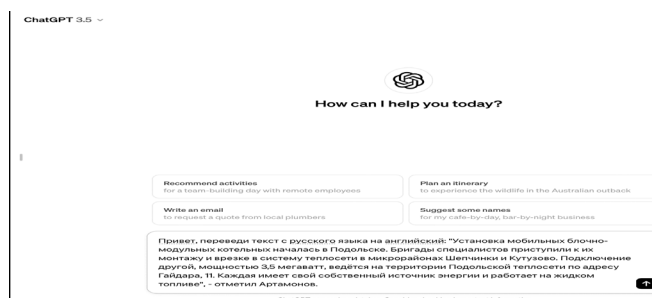 ChatGPT 3.5
How can I help you today?
Recommend activities
for a team-building day with remote employees
Plan an itinerary
to experience the wildlife in the Australian outback
Write an email
to request a quote from local plumbers
Suggest some names
for my cafe-by-day, bar-by-night business
Привет, переведи текст с русского языка на английский: "Установка мобильных блочно-
модульных котельных началась в Подольске. Бригады специалистов приступили к их
монтажу и врезке в систему теплосети в микрорайонах Шепчинки и Кутузово. Подключение
другой, мощностью 3,5 мегаватт, ведётся на территории Подольской теплосети по адресу
Гайдара, 11. Каждая имеет свой собственный источник энергии и работает на жидком
топливе", - отметил Артамонов.